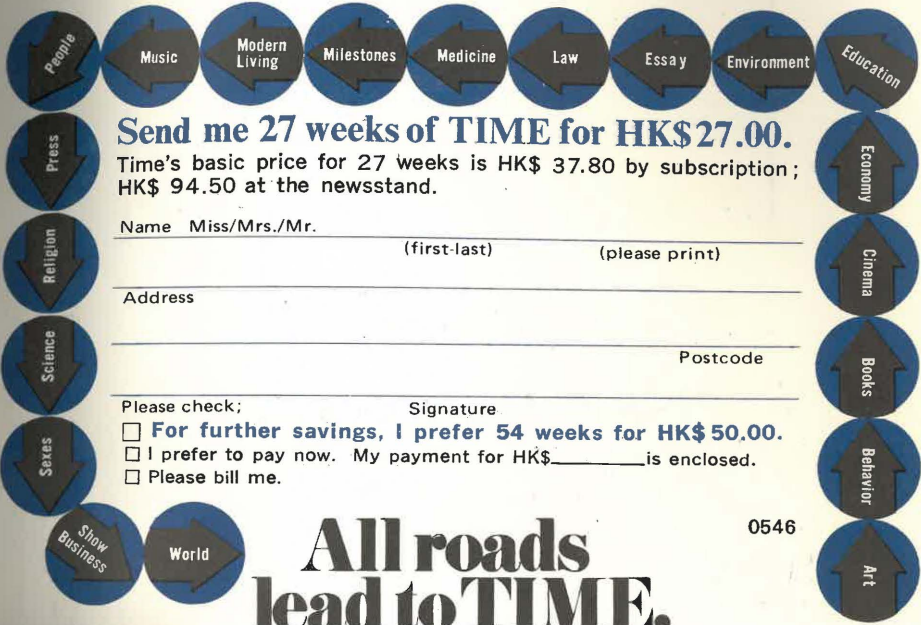 People
Music
Modern
Living
Milestones
Medicine
Law
Essay
Environment
Education
Press
Religion
Science
Sexes
Show
Business
World
Economy
Cinema
Books
Behavior
Art
Send me 27 weeks of TIME for HK$27.00.
Time's basic price for 27 weeks is HK$ 37.80 by subscription;
HK$ 94.50 at the newsstand.
Name Miss/Mrs./Mr.
(first-last) (please print)
Address
Postcode
Please check; Signature
☐ For further savings, I prefer 54 weeks for HK$50.00.
☐ I prefer to pay now. My payment for HK$________is enclosed.
☐ Please bill me.
0546
All roads
lead to TIME.